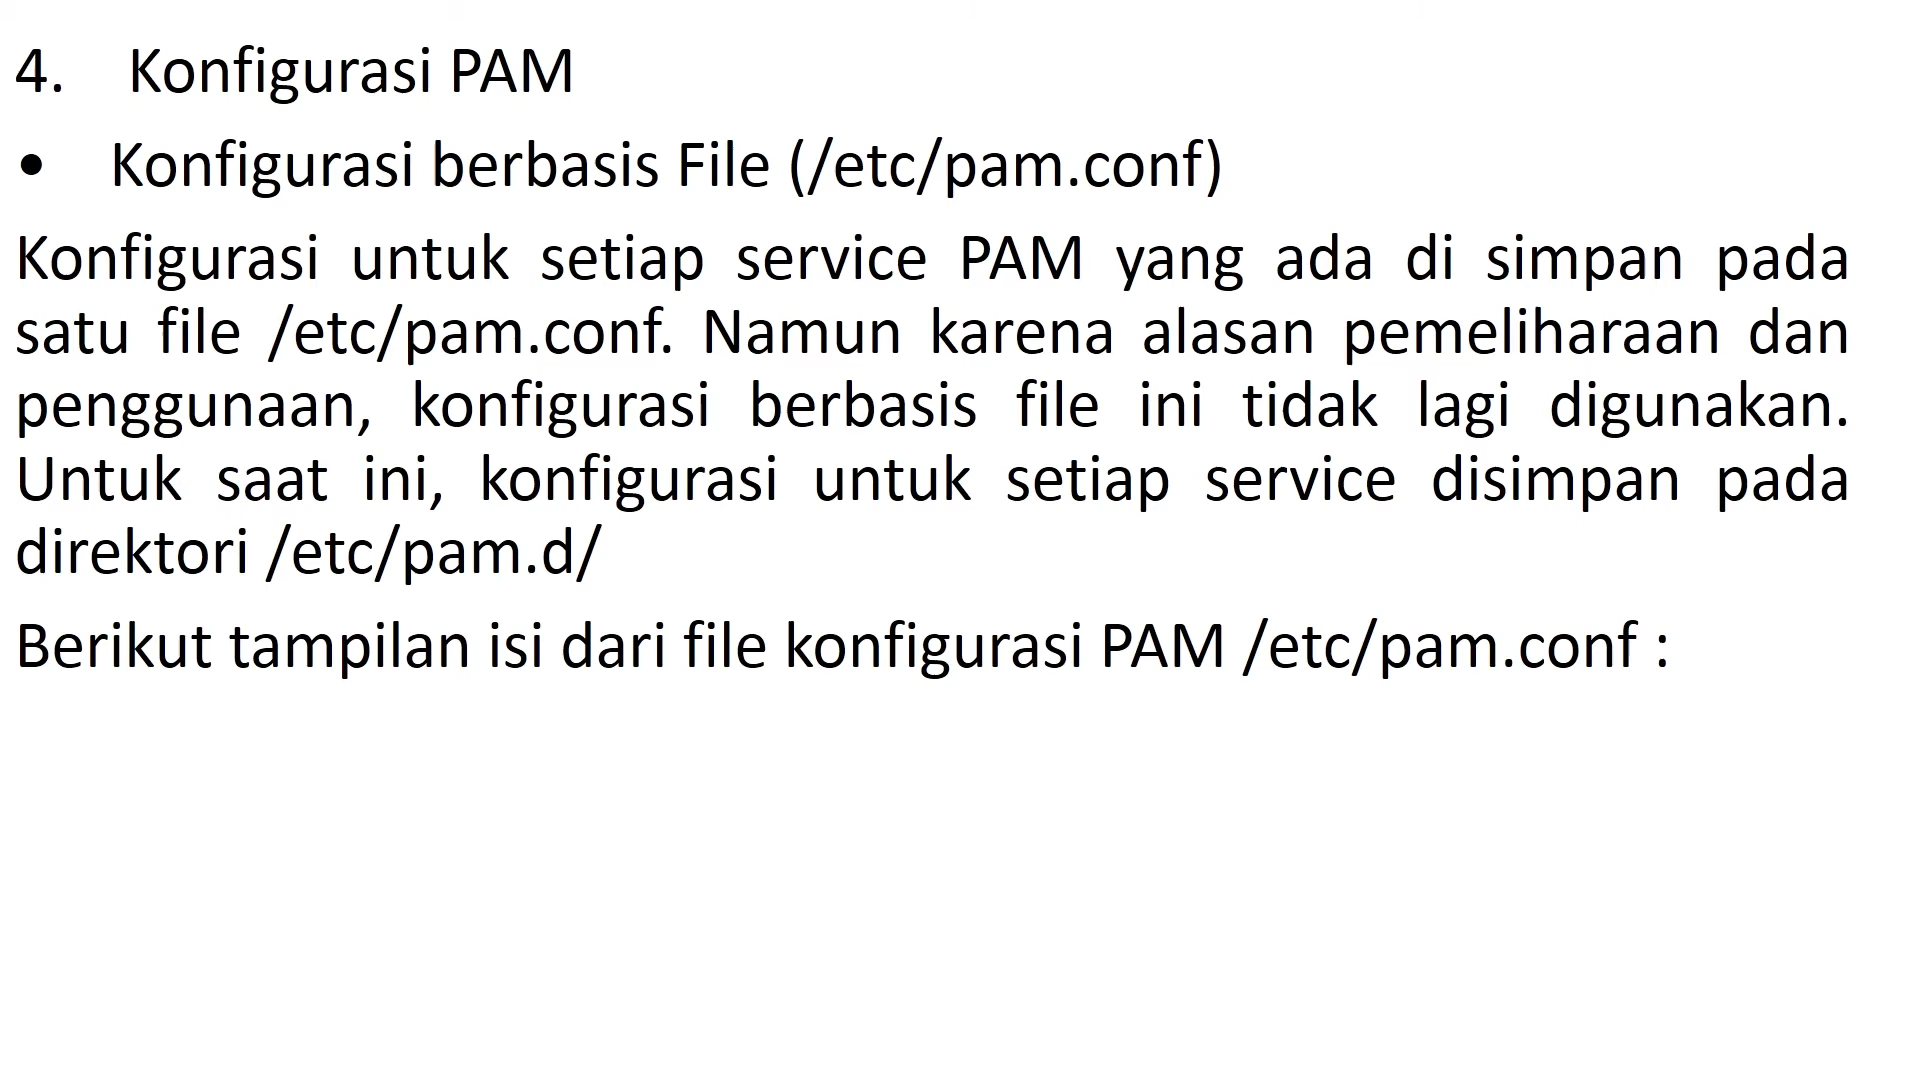 4. Konfigurasi PAM
• Konfigurasi berbasis File (/etc/pam.conf)
Konfigurasi untuk setiap service PAM yang ada di simpan pada
satu file /etc/pam.conf. Namun karena alasan pemeliharaan dan
penggunaan, konfigurasi berbasis file ini tidak lagi digunakan.
Untuk saat ini, konfigurasi untuk setiap service disimpan pada
direktori /etc/pam.d/
Berikut tampilan isi dari file konfigurasi PAM /etc/pam.conf :